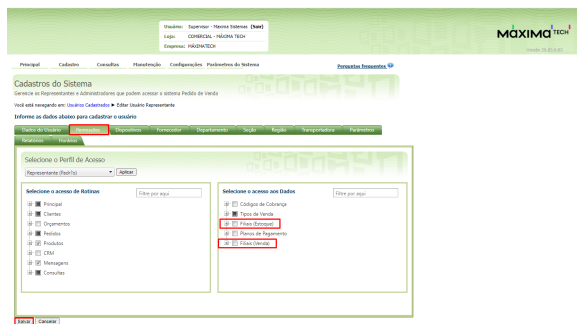 Usuário: Supervisor - Maxima Sistemas (Sair)
Loja: COMERCIAL - MÁXIMA TECH
Empresa: MÁXIMATECH
MÁXIMA TECH
Principal Cadastro Consultas Manutenção Configurações Parâmetros do Sistema Perguntas frequentes
Cadastros do Sistema
Gerencie os Representantes e Administradores que podem acessar o sistema Pedido de Venda
Você está navegando em: Usuários Cadastrados ► Editar Usuário Representante
Informe os dados abaixo para cadastrar o usuário
Dados do Usuário Permissões Dispositivos Fornecedor Departamento Seção Região Transportadora Parâmetros
Relatórios Horários
Selecione o Perfil de Acesso
Aplicar
Selecione o acesso de Rotinas Filtre por aqui Selecione o acesso aos Dados Filtre por aqui
Principal Códigos de Cobrança
Clientes Tipos de Venda
Orçamentos Filiais (Estoque)
Pedidos Planos de Pagamento
Produtos Filiais (Venda)
CRM
Mensagens
Consultas
Salvar Cancelar